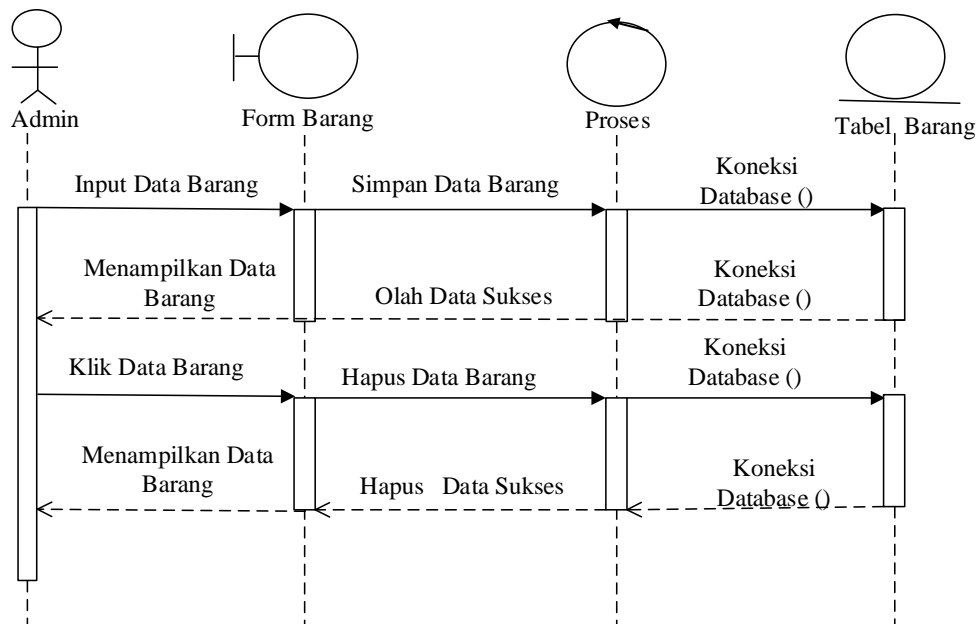 Admin
Form Barang
Proses
Tabel Barang
Input Data Barang
Simpan Data Barang
Koneksi
Database ()
Menampilkan Data
Barang
Olah Data Sukses
Koneksi
Database ()
Klik Data Barang
Hapus Data Barang
Koneksi
Database ()
Menampilkan Data
Barang
Hapus Data Sukses
Koneksi
Database ()